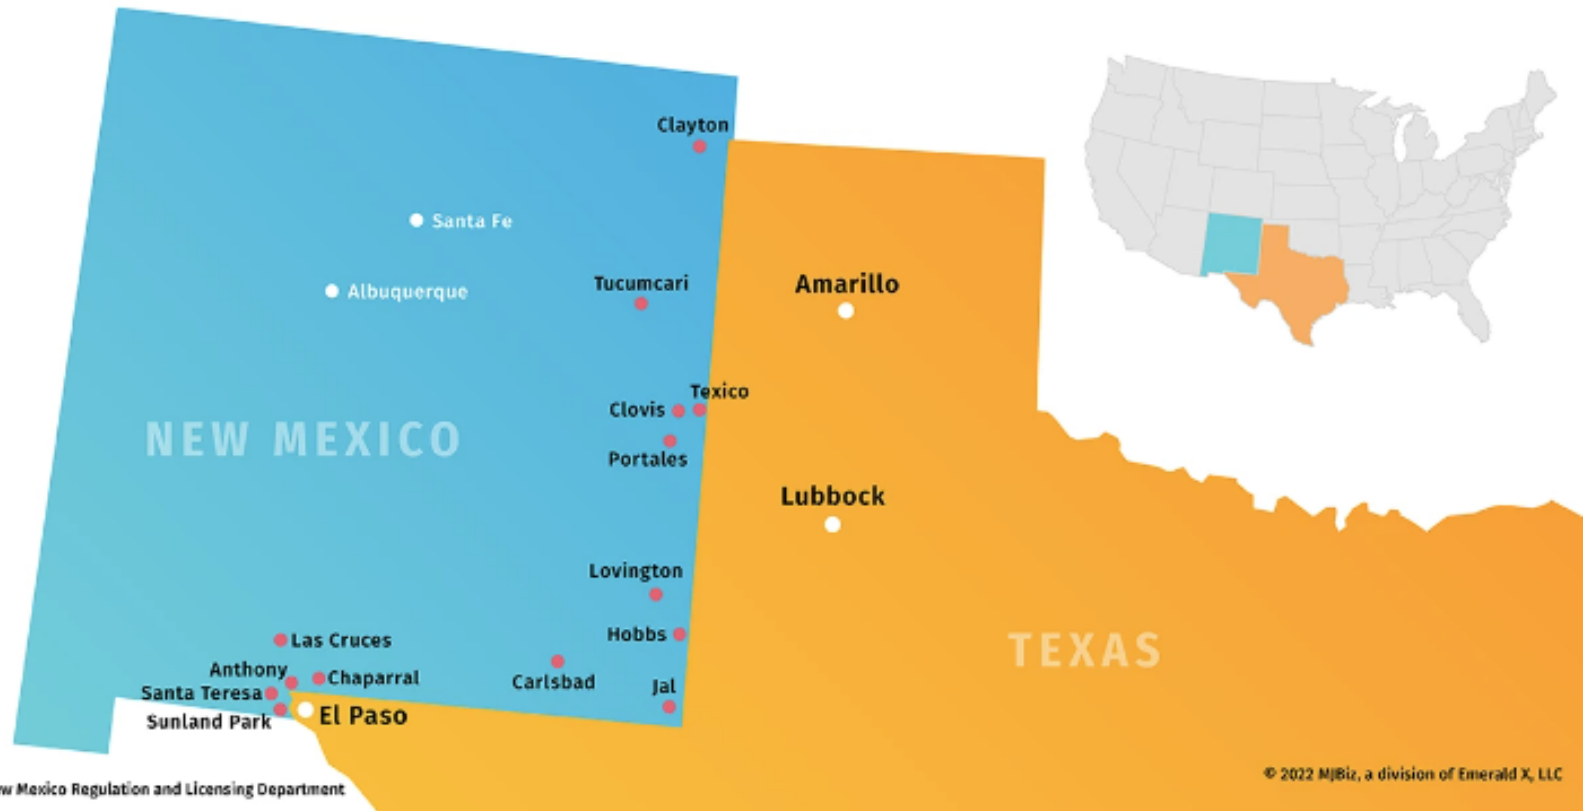 Clayton
Santa Fe
Tucumcari
Amarillo
Albuquerque
Texico
Clovis
NEW MEXICO
Portales
Lubbock
Lovington
Hobbs
Las Cruces
TEXAS
Anthony
Chaparral
Carlsbad
Jal
Santa Teresa
Sunland Park
El Paso
© 2022 MJBiz, a division of Emerald X, LLC
w Mexico Regulation and Licensing Department